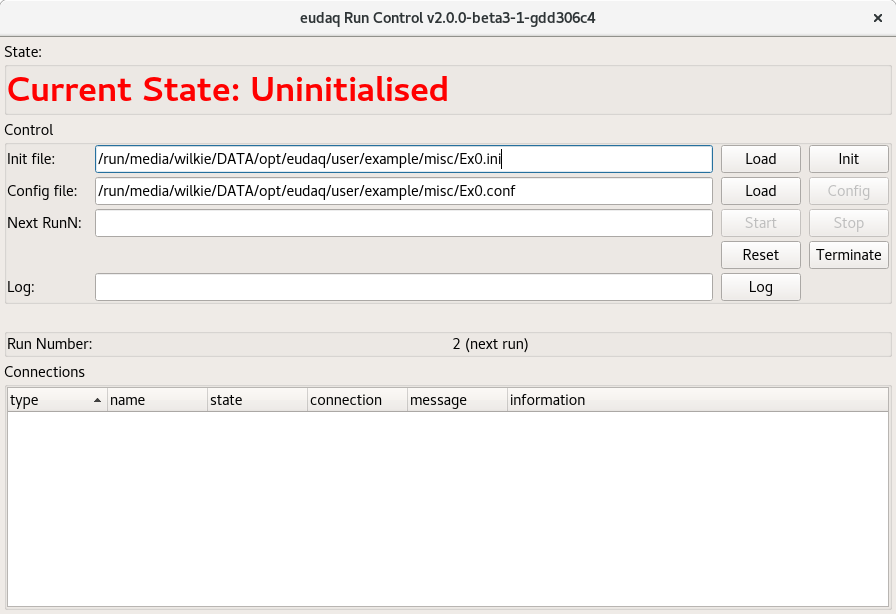 eudaq Run Control v2.0.0-beta3-1-gdd306c4
State:
Current State: Uninitialised
Control
Init file: /run/media/wilkie/DATA/opt/eudaq/user/example/misc/Ex0.ini Load Init
Config file: /run/media/wilkie/DATA/opt/eudaq/user/example/misc/Ex0.conf Load Config
Next RunN: Start Stop
Reset Terminate
Log: Log
Run Number: 2 (next run)
Connections
type name state connection message information